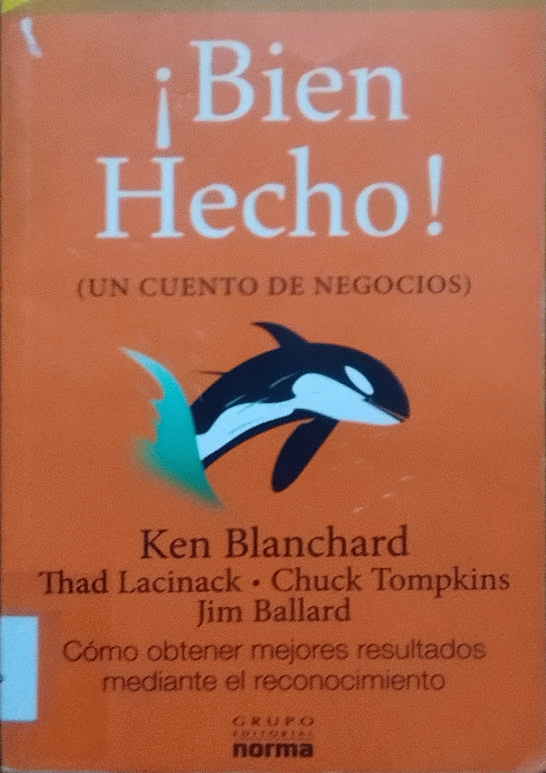 ¡Bien
Hecho!
(UN CUENTO DE NEGOCIOS)
Ken Blanchard
Thad Lacinack · Chuck Tompkins
Jim Ballard
Cómo obtener mejores resultados
mediante el reconocimiento
GRUPO
EDITORIAL
norma